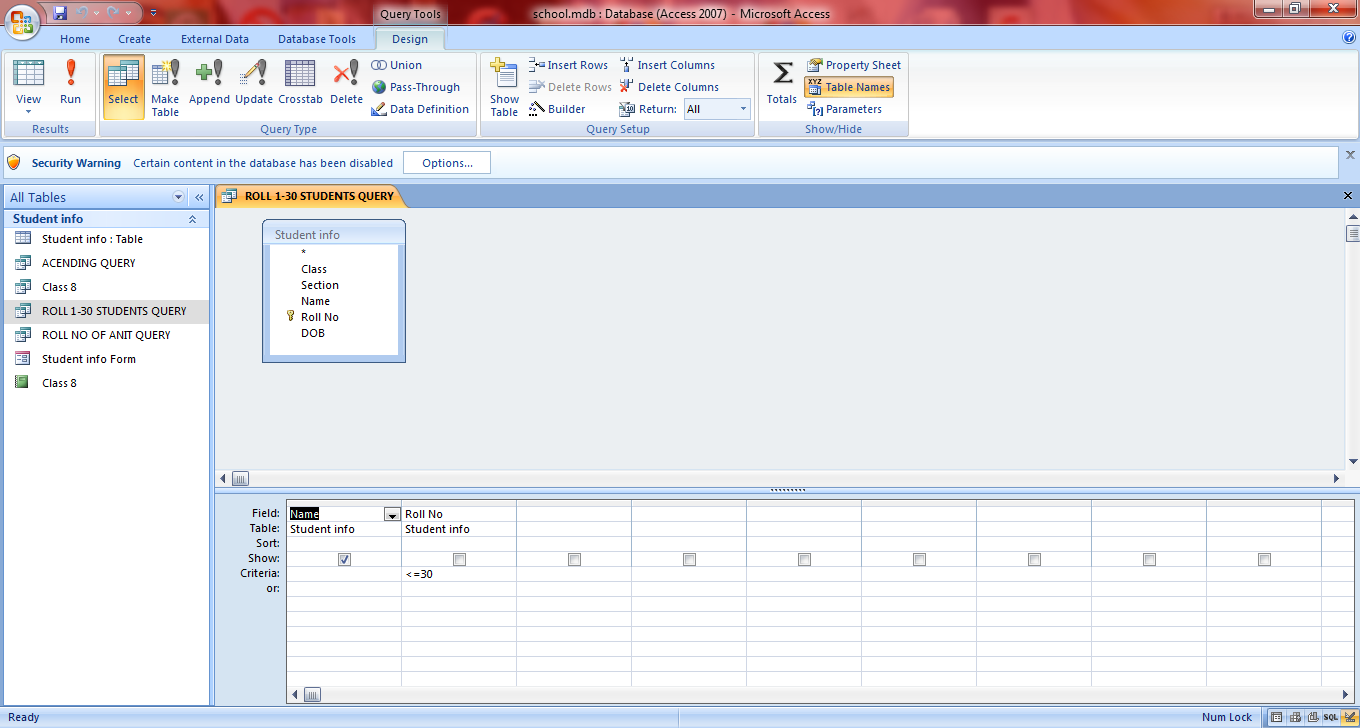 Query Tools school.mdb : Database (Access 2007) - Microsoft Access
Home Create External Data Database Tools Design
View Run Select Make Table Append Update Crosstab Delete
Union
Pass-Through
Data Definition
Show Table
Insert Rows
Delete Rows
Builder
Insert Columns
Delete Columns
Return: All
Totals
Property Sheet
XYZ Table Names
Parameters
Results Query Type Query Setup Show/Hide
Security Warning Certain content in the database has been disabled Options...
All Tables
Student info
Student info : Table
ACENDING QUERY
Class 8
ROLL 1-30 STUDENTS QUERY
ROLL NO OF ANIT QUERY
Student info Form
Class 8
ROLL 1-30 STUDENTS QUERY
Student info
*
Class
Section
Name
Roll No
DOB
Field: Name Roll No
Table: Student info Student info
Sort:
Show:
Criteria: <=30
or:
Ready Num Lock SQL